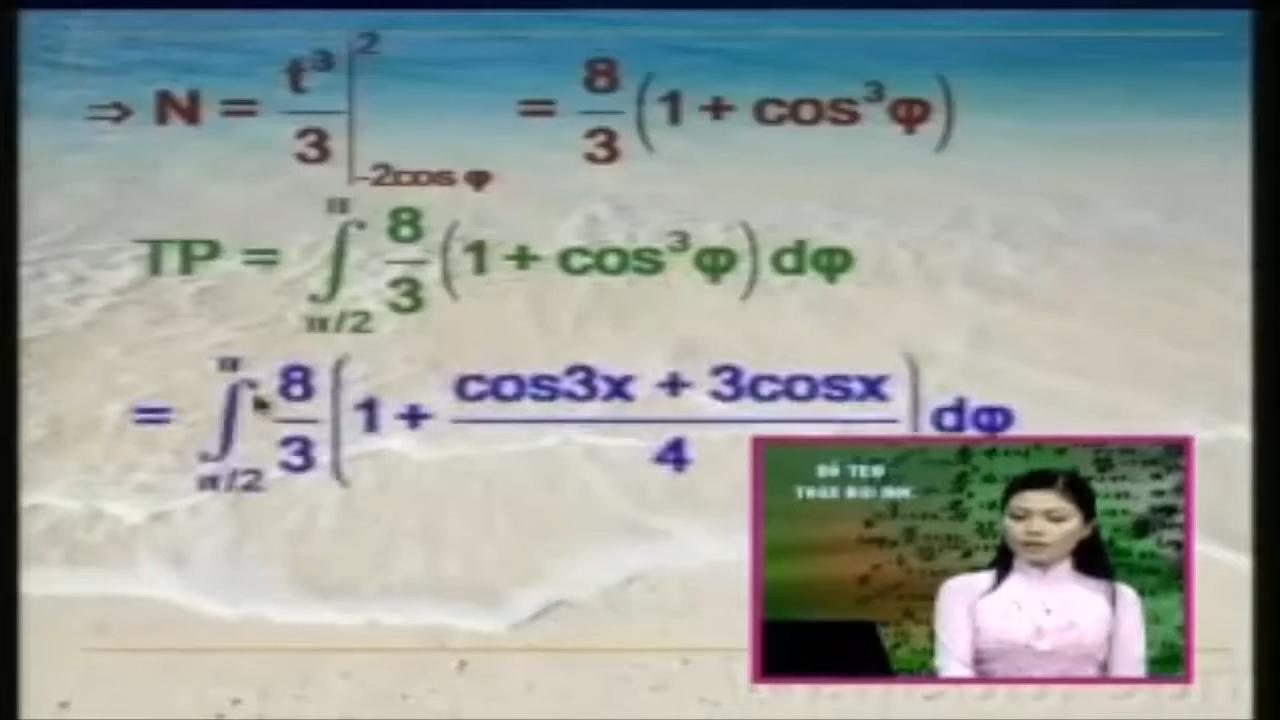 ⇒ N = t³/3 |₋₂cos φ ² = 8/3 (1 + cos³φ)
TP = ∫_{π/2}^{π} 8/3 (1 + cos³φ) dφ
= ∫_{π/2}^{π} 8/3 (1 + (cos3x + 3cosx)/4) dφ